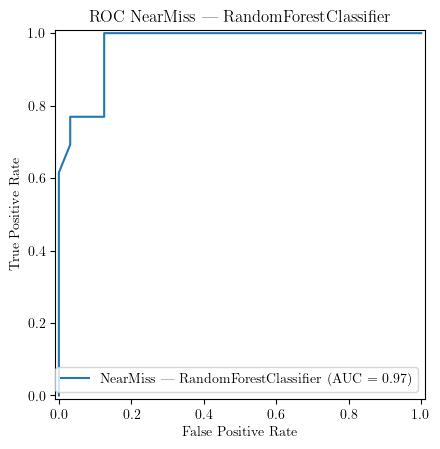 ROC NearMiss — RandomForestClassifier
1.0
0.8
0.6
0.4
0.2
0.0
True Positive Rate
NearMiss — RandomForestClassifier (AUC = 0.97)
0.0 0.2 0.4 0.6 0.8 1.0
False Positive Rate